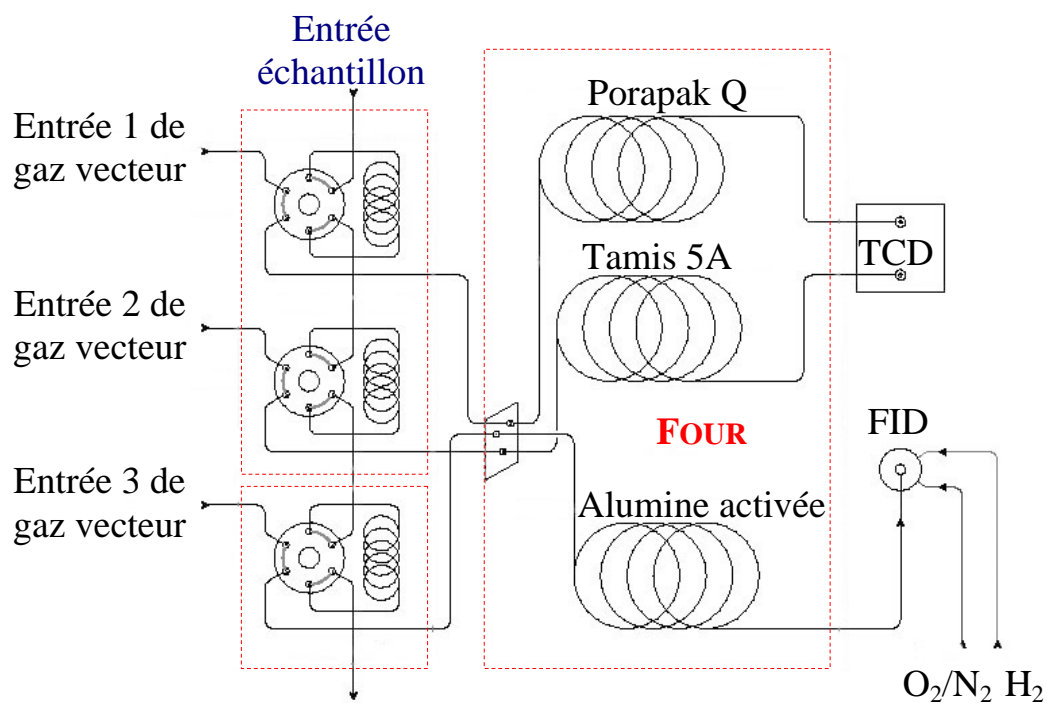 Entrée
échantillon
Entrée 1 de
gaz vecteur
Porapak Q
TCD
Tamis 5A
Entrée 2 de
gaz vecteur
FOUR
FID
Entrée 3 de
gaz vecteur
Alumine activée
O₂/N₂ H₂